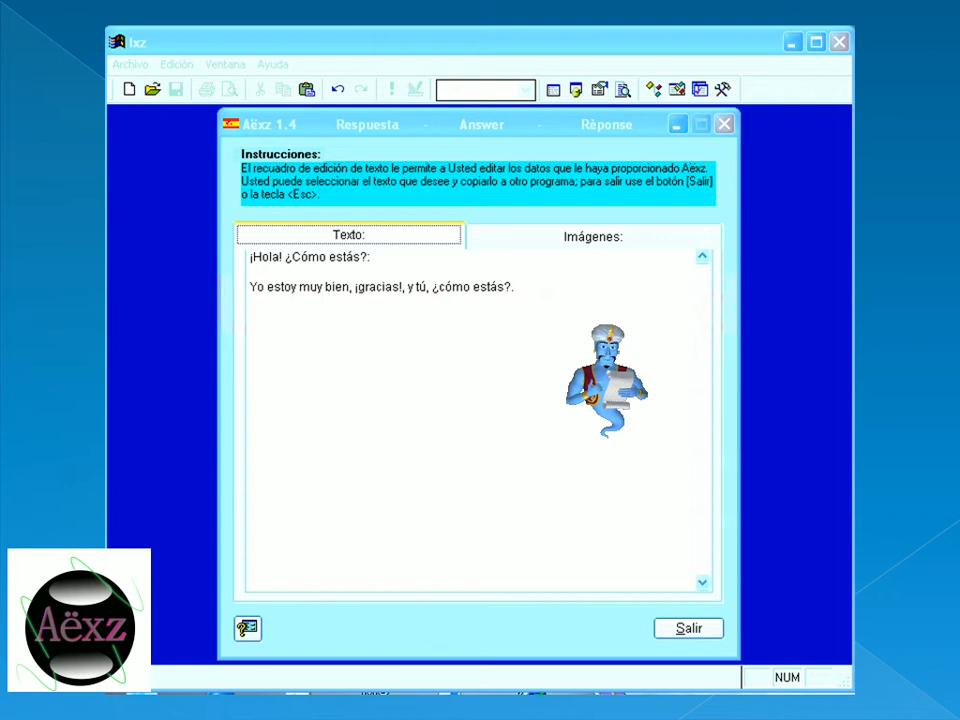 lxz
Archivo Edición Ventana Ayuda
Aëxz 1.4 Respuesta - Answer - Rèponse
Instrucciones:
El recuadro de edición de texto le permite a Usted editar los datos que le haya proporcionado Aëxz.
Usted puede seleccionar el texto que desee y copiarlo a otro programa; para salir use el botón [Salir]
o la tecla <Esc>.
Texto: Imágenes:
¡Hola! ¿Cómo estás?:
Yo estoy muy bien, ¡gracias!, y tú, ¿cómo estás?.
Salir
Aëxz
NUM